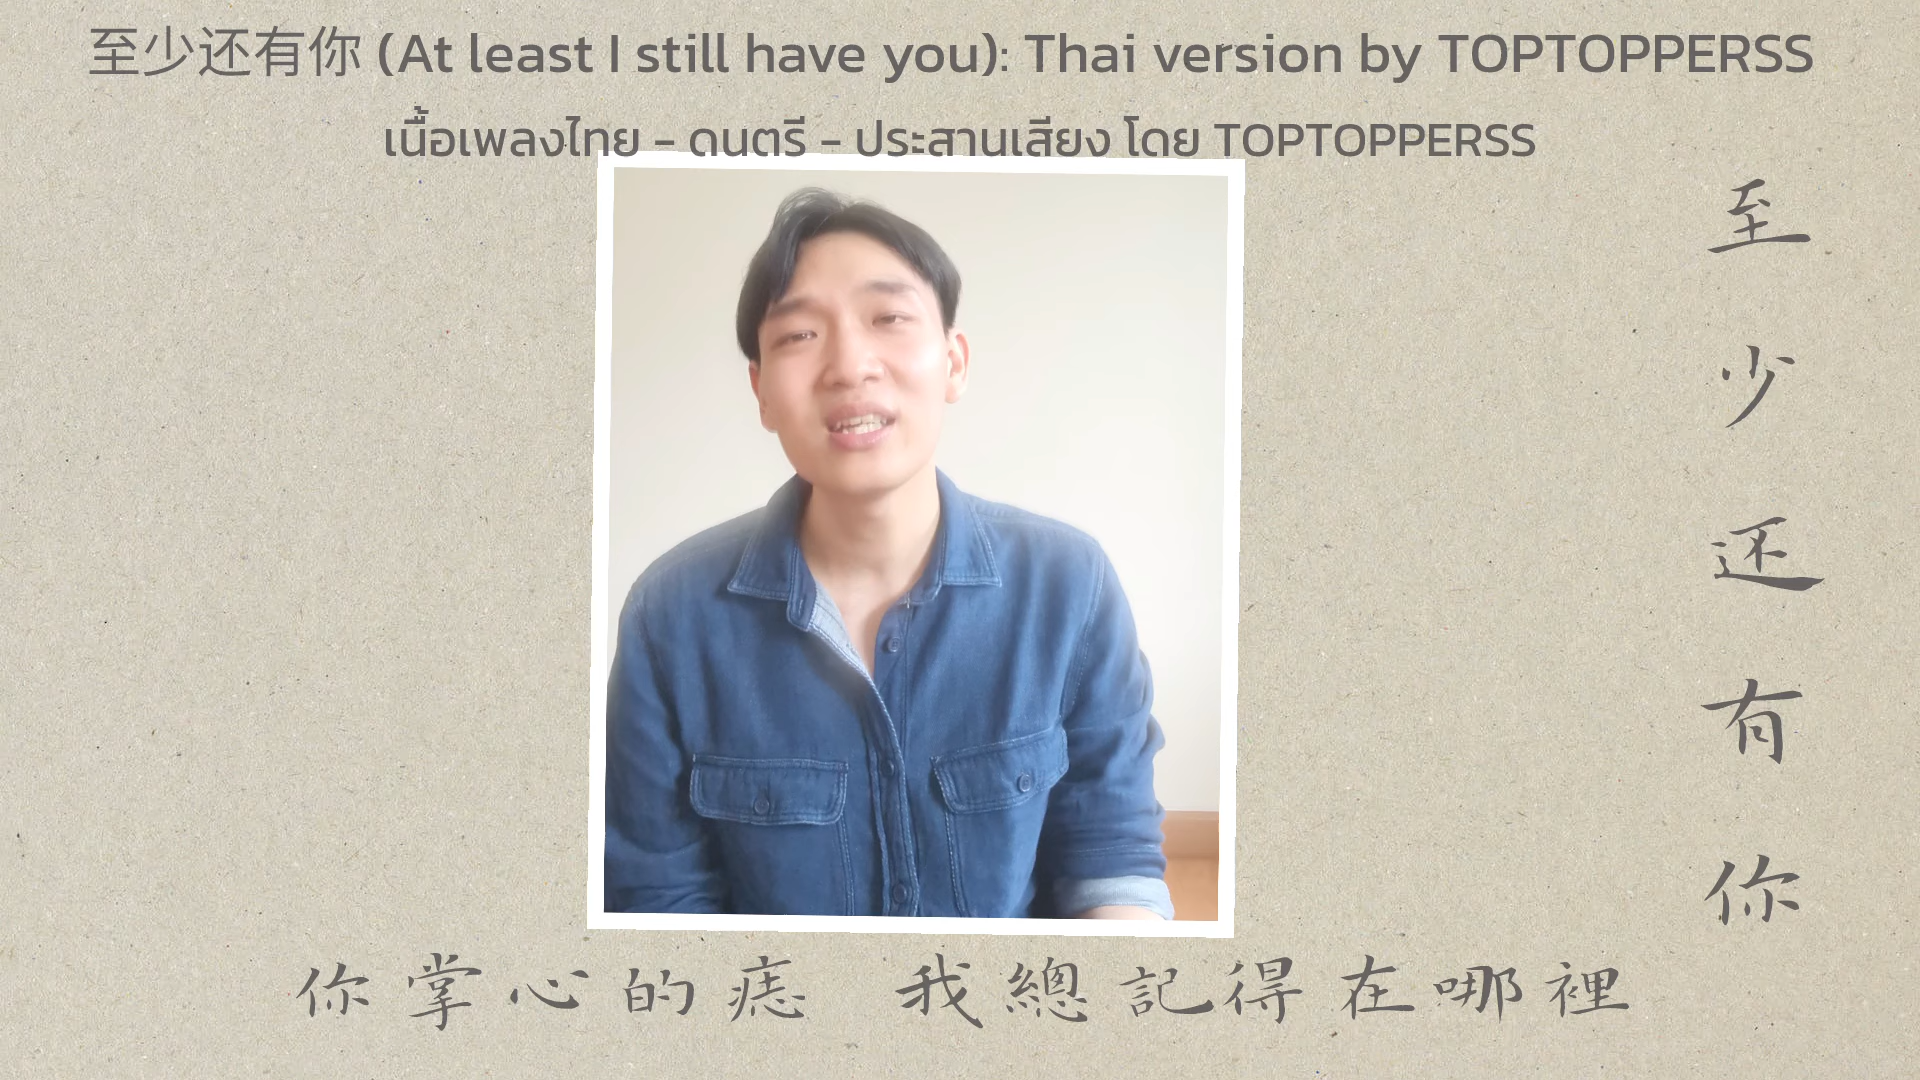 至少还有你 (At least I still have you): Thai version by TOPTOPPERSS
เนื้อเพลงไทย - ดนตรี - ประสานเสียง โดย TOPTOPPERSS
至少还有你
你掌心的痣 我總記得在哪裡